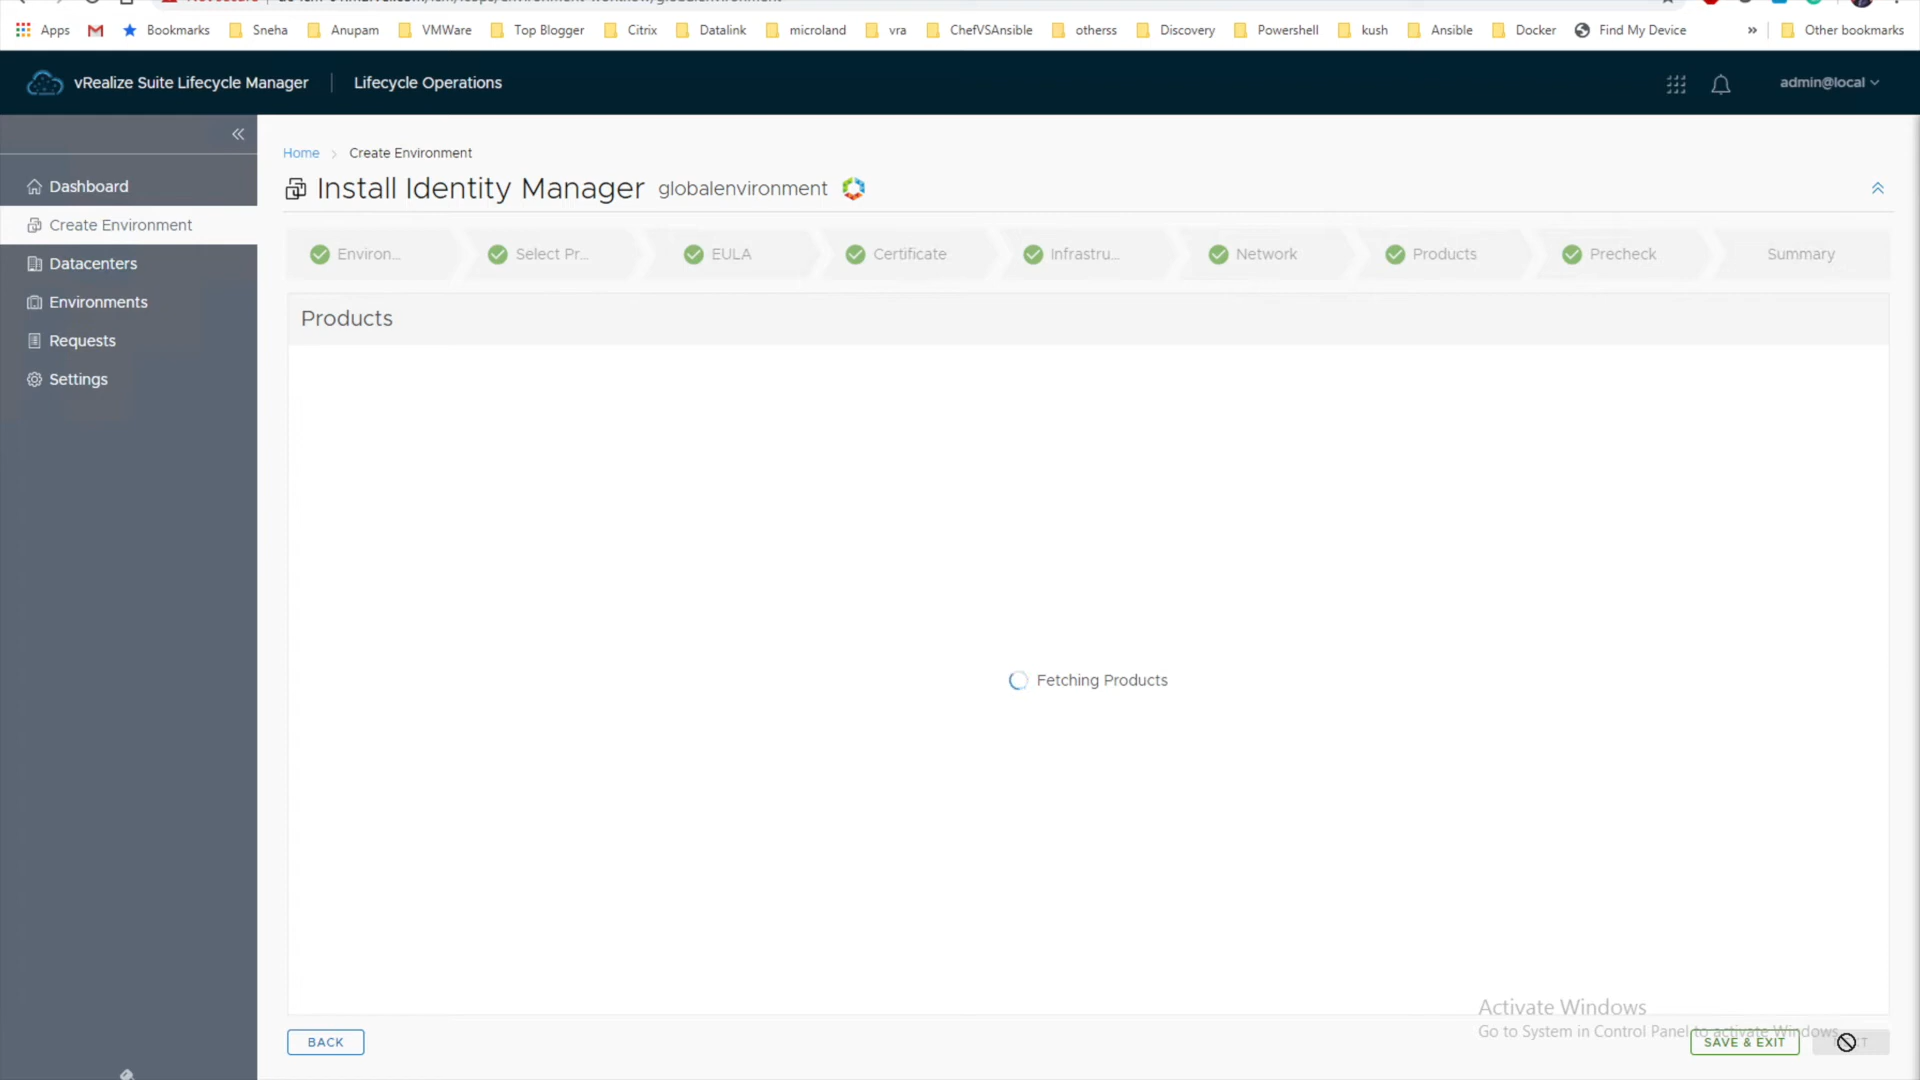 Apps
Bookmarks
Sneha
Anupam
VMWare
Top Blogger
Citrix
Datalink
microland
vra
ChefVSAnsible
otherss
Discovery
Powershell
kush
Ansible
Docker
Find My Device
»
Other bookmarks
vRealize Suite Lifecycle Manager
Lifecycle Operations
admin@local
Dashboard
Create Environment
Datacenters
Environments
Requests
Settings
Home > Create Environment
Install Identity Manager globalenvironment
Environ...
Select Pr...
EULA
Certificate
Infrastru...
Network
Products
Precheck
Summary
Products
Fetching Products
Activate Windows
Go to System in Control Panel to activate Windows.
BACK
SAVE & EXIT